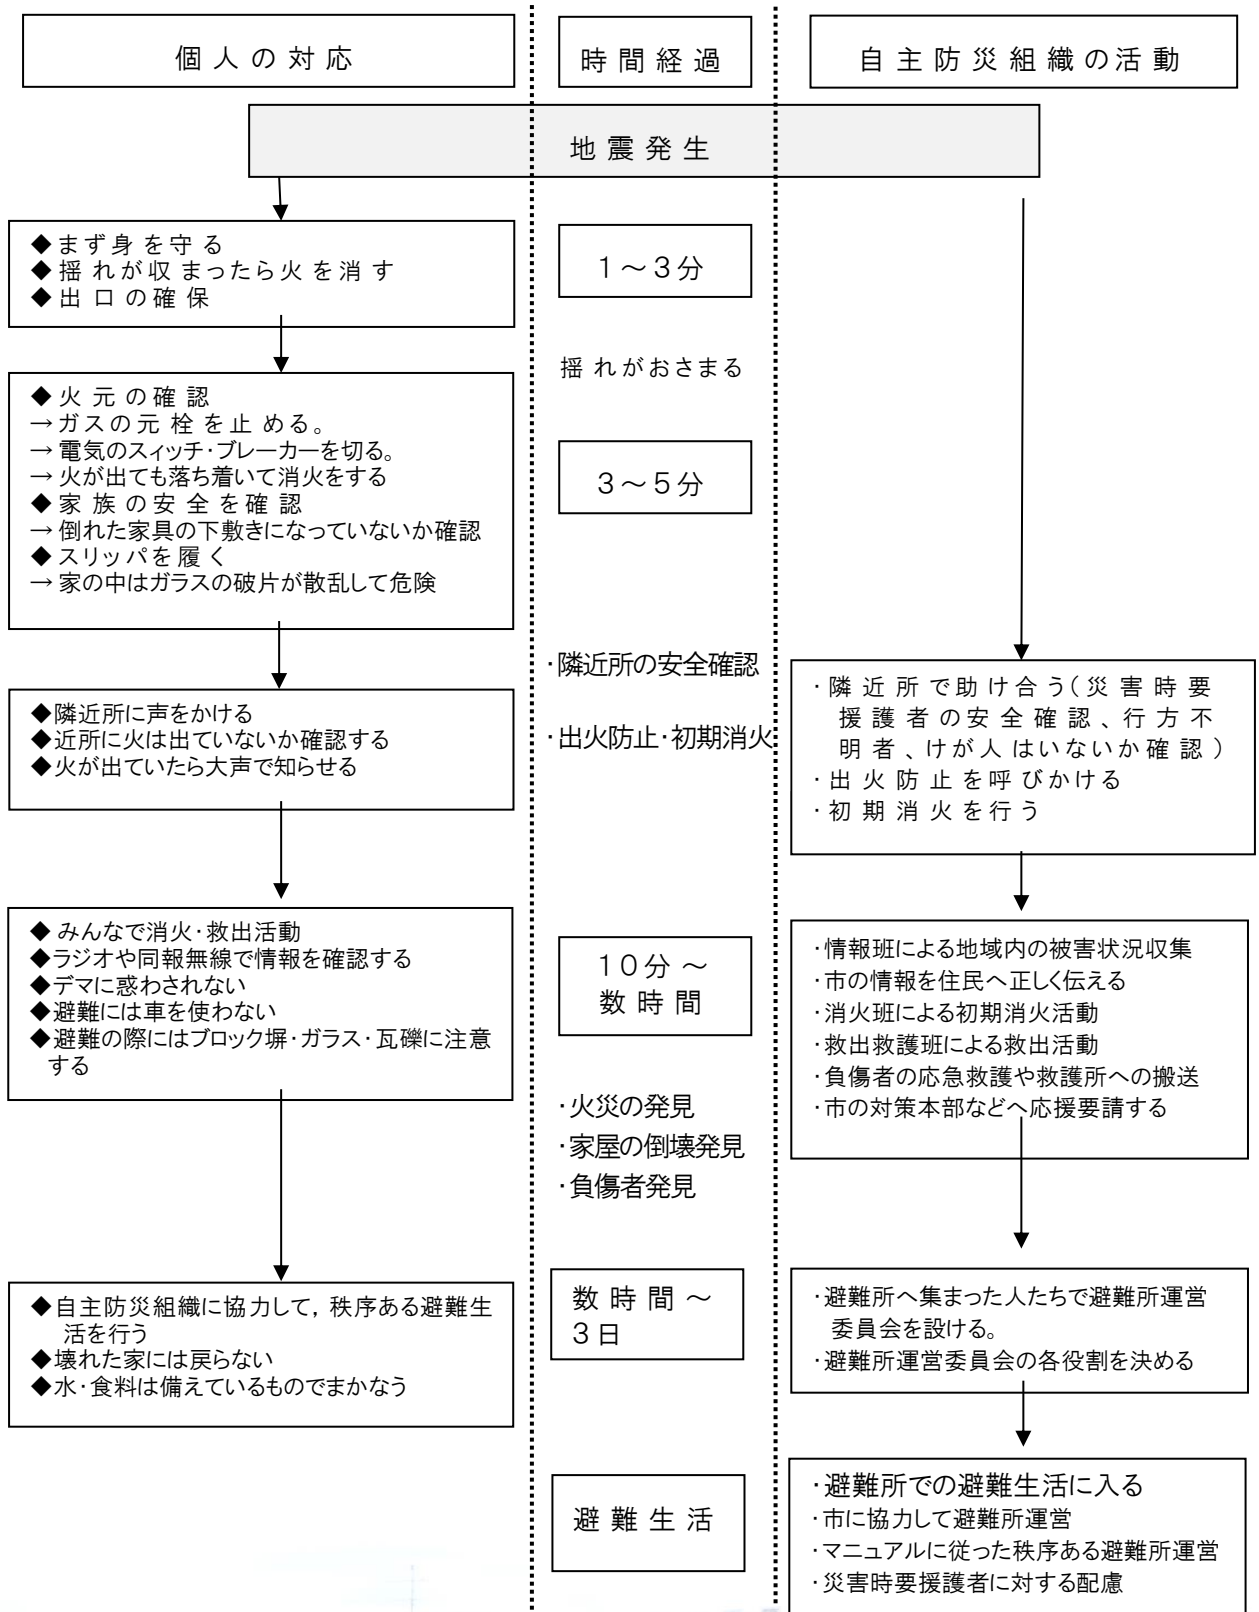 個人の対応
時間経過
自主防災組織の活動
地震発生
◆まず身を守る
◆揺れが収まったら火を消す
◆出口の確保
1～3分
揺れがおさまる
◆火元の確認
→ガスの元栓を止める。
→電気のスィッチ・ブレーカーを切る。
→火が出ても落ち着いて消火をする
◆家族の安全を確認
→倒れた家具の下敷きになっていないか確認
◆スリッパを履く
→家の中はガラスの破片が散乱して危険
3～5分
・隣近所の安全確認
・出火防止・初期消火
◆隣近所に声をかける
◆近所に火は出ていないか確認する
◆火が出ていたら大声で知らせる
・隣近所で助け合う（災害時要
援護者の安全確認、行方不
明者、けが人はいないか確認）
・出火防止を呼びかける
・初期消火を行う
◆みんなで消火・救出活動
◆ラジオや同報無線で情報を確認する
◆デマに惑わされない
◆避難には車を使わない
◆避難の際にはブロック塀・ガラス・瓦礫に注意
する
10分～
数時間
・火災の発見
・家屋の倒壊発見
・負傷者発見
・情報班による地域内の被害状況収集
・市の情報を住民へ正しく伝える
・消火班による初期消火活動
・救出救護班による救出活動
・負傷者の応急救護や救護所への搬送
・市の対策本部などへ応援要請する
◆自主防災組織に協力して，秩序ある避難生
活を行う
◆壊れた家には戻らない
◆水・食料は備えているものでまかなう
数時間～
3日
・避難所へ集まった人たちで避難所運営
委員会を設ける。
・避難所運営委員会の各役割を決める
避難生活
・避難所での避難生活に入る
・市に協力して避難所運営
・マニュアルに従った秩序ある避難所運営
・災害時要援護者に対する配慮